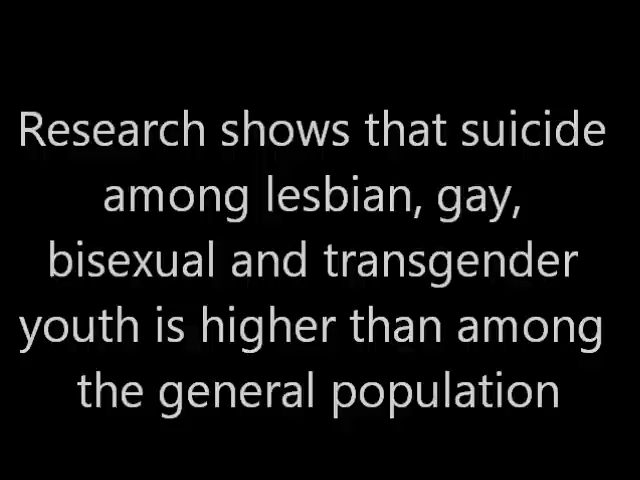 Research shows that suicide
among lesbian, gay,
bisexual and transgender
youth is higher than among
the general population